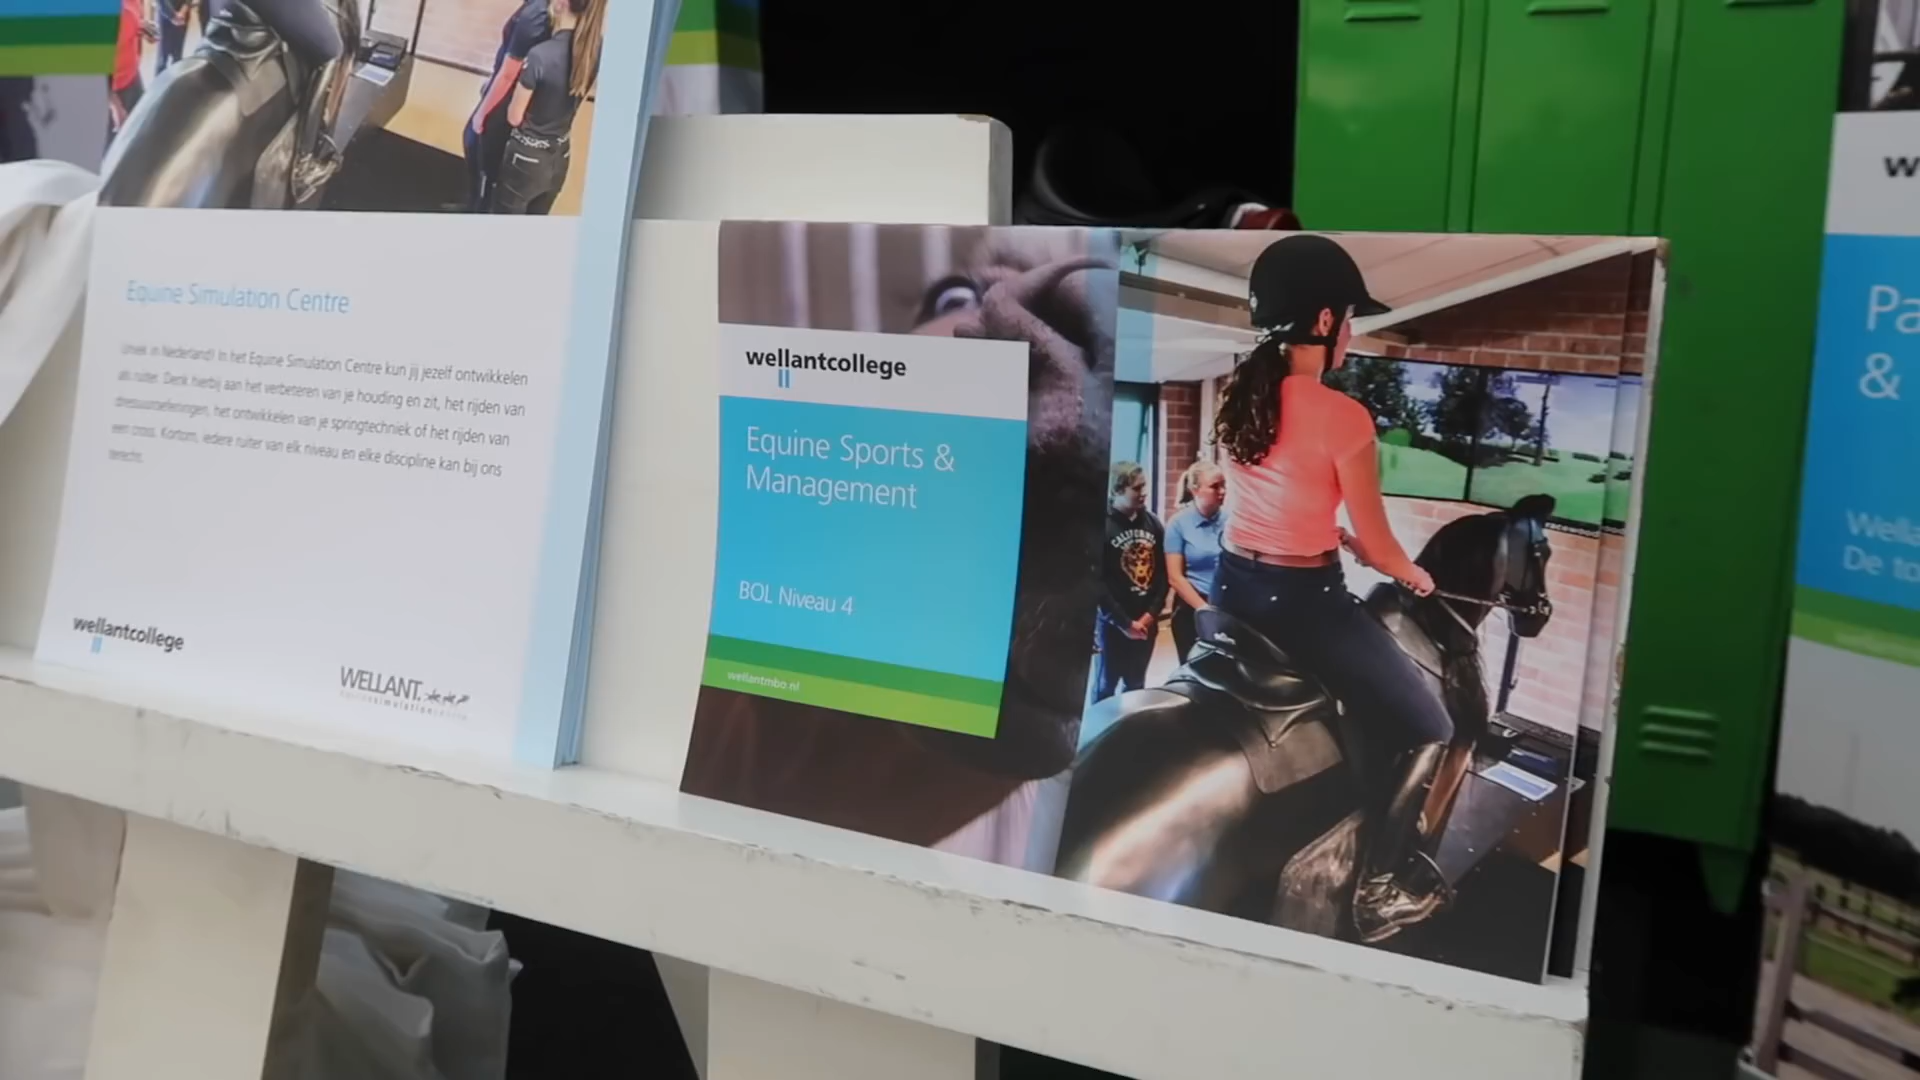 Equine Simulation Centre
Uniek in Nederland! In het Equine Simulation Centre kun jij jezelf ontwikkelen
als ruiter. Denk hierbij aan het verbeteren van je houding en zit, het rijden van
dressuuroefeningen, het ontwikkelen van je springtechniek of het rijden van
een cross. Kortom, iedere ruiter van elk niveau en elke discipline kan bij ons
terecht.
wellantcollege
WELLANT.
equinesimulationcentre
wellantcollege
Equine Sports &
Management
BOL Niveau 4
wellantmbo.nl
CALIFORNIA
racewood
w
Pa
&
Wella
De to